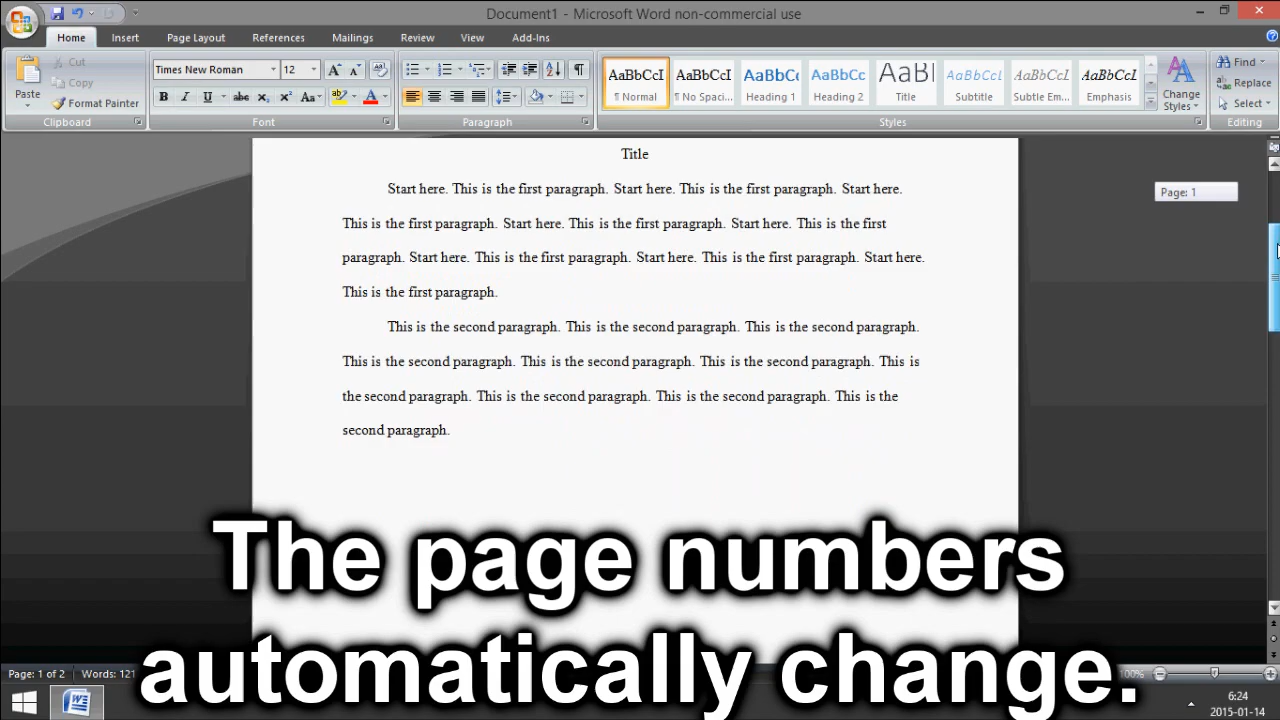 Document1 - Microsoft Word non-commercial use
Home Insert Page Layout References Mailings Review View Add-Ins
Paste
Cut
Copy
Format Painter
Clipboard
Times New Roman 12
B I U abc x₂ x² Aa
Font
Paragraph
AaBbCcI AaBbCcI AaBbCc AaBbCc AaBl AaBbCcl AaBbCcl AaBbCcl
¶ Normal ¶ No Spaci... Heading 1 Heading 2 Title Subtitle Subtle Em... Emphasis
Change
Styles
Styles
Find
Replace
Select
Editing
Title
Start here. This is the first paragraph. Start here. This is the first paragraph. Start here.
This is the first paragraph. Start here. This is the first paragraph. Start here. This is the first
paragraph. Start here. This is the first paragraph. Start here. This is the first paragraph. Start here.
This is the first paragraph.
This is the second paragraph. This is the second paragraph. This is the second paragraph.
This is the second paragraph. This is the second paragraph. This is the second paragraph. This is
the second paragraph. This is the second paragraph. This is the second paragraph. This is the
second paragraph.
Page: 1
The page numbers
automatically change.
Page: 1 of 2 Words: 121
100%
6:24
2015-01-14